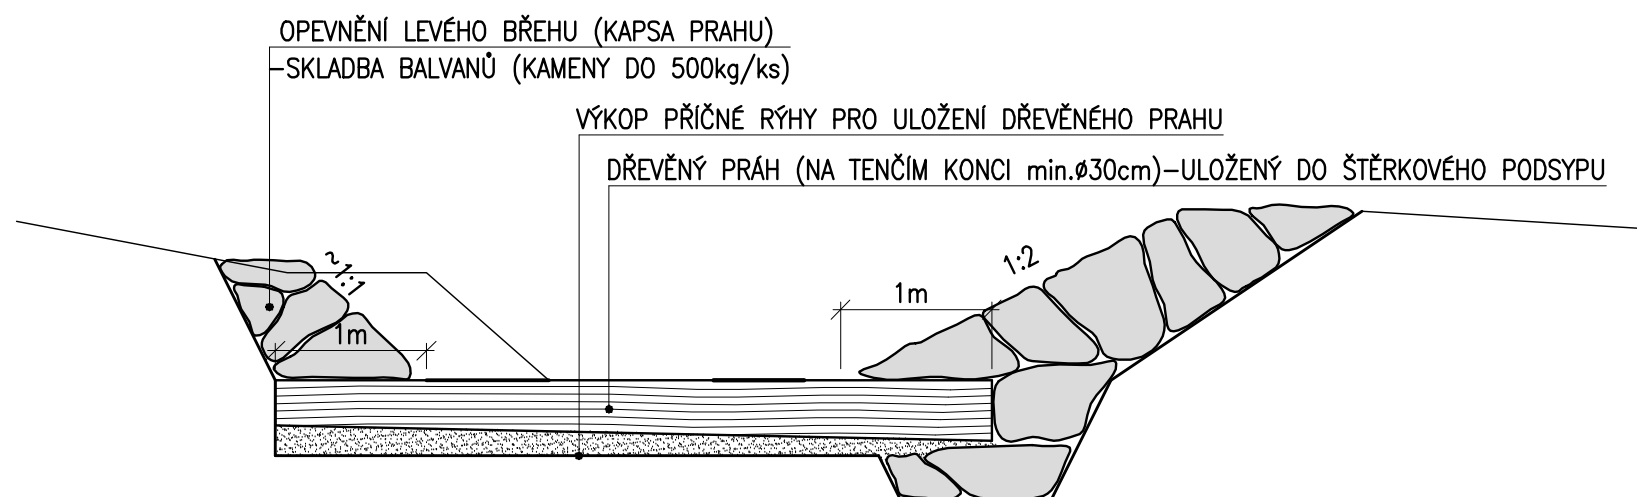 OPEVNĚNÍ LEVÉHO BŘEHU (KAPSA PRAHU)
-SKLADBA BALVANŮ (KAMENY DO 500kg/ks)
VÝKOP PŘÍČNÉ RÝHY PRO ULOŽENÍ DŘEVĚNÉHO PRAHU
DŘEVĚNÝ PRÁH (NA TENČÍM KONCI min.ø30cm)-ULOŽENÝ DO ŠTĚRKOVÉHO PODSYPU
~1:1
1:2
1m
1m